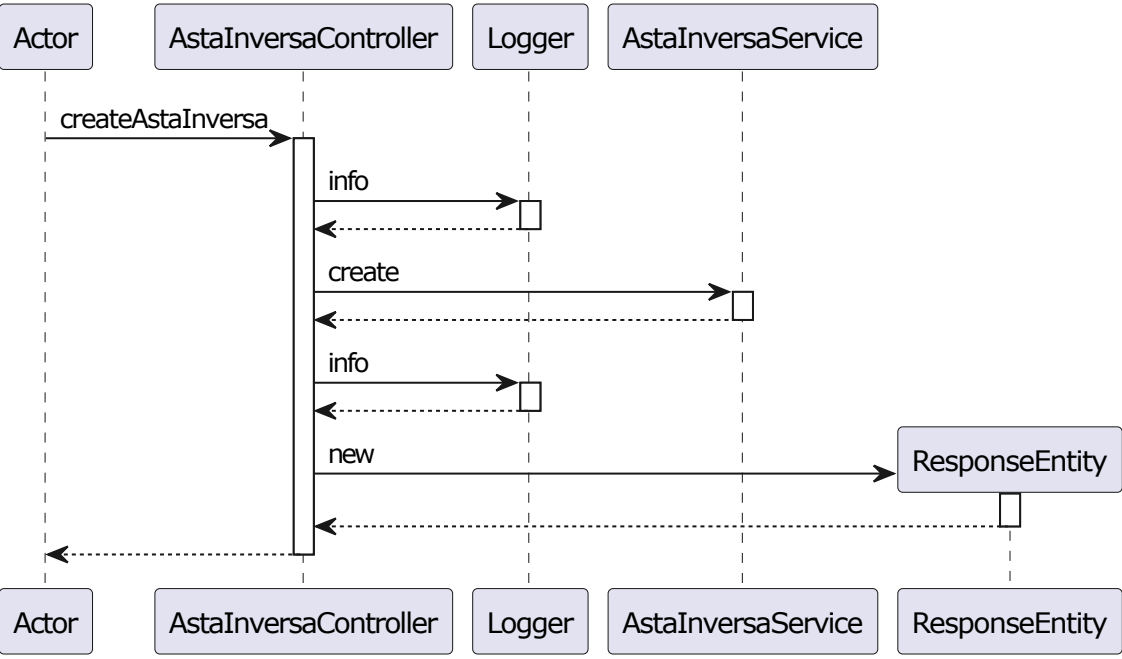 Actor AstaInversaController Logger AstaInversaService
createAstaInversa
info
create
info
new
ResponseEntity
Actor AstaInversaController Logger AstaInversaService ResponseEntity